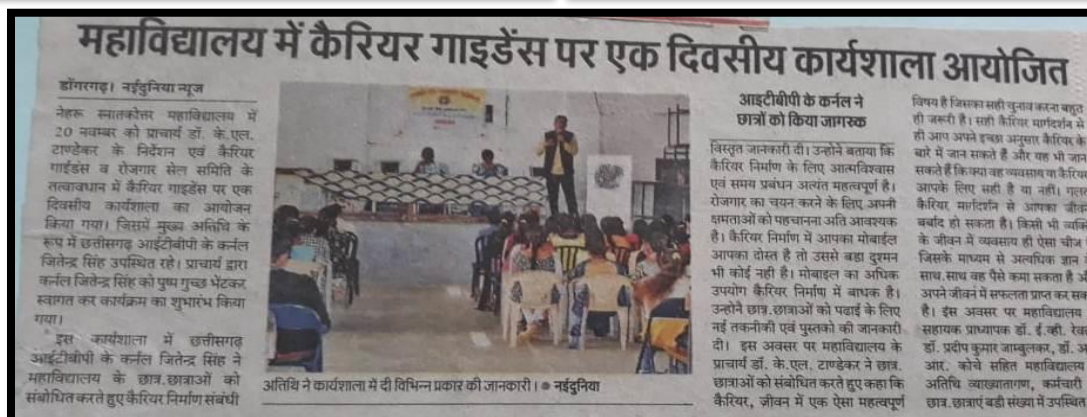 महाविद्यालय में कैरियर गाइडेंस पर एक दिवसीय कार्यशाला आयोजित
डोंगरगढ़। नईदुनिया न्यूज
नेहरू स्नातकोत्तर महाविद्यालय में
20 नवम्बर को प्राचार्य डॉ. के.एल.
टाण्डेकर के निर्देशन एवं कैरियर
गाईडेंस व रोजगार सेल समिति के
तत्वावधान में कैरियर गाइडेंस पर एक
दिवसीय कार्यशाला का आयोजन
किया गया। जिसमें मुख्य अतिथि के
रूप में छत्तीसगढ़ आईटीबीपी के कर्नल
जितेन्द्र सिंह उपस्थित रहे। प्राचार्य द्वारा
कर्नल जितेन्द्र सिंह को पुष्प गुच्छ भेंटकर
स्वागत कर कार्यक्रम का शुभारंभ किया
गया।
इस कार्यशाला में छत्तीसगढ़
आईटीबीपी के कर्नल जितेन्द्र सिंह ने
महाविद्यालय के छात्र.छात्राओं को
संबोधित करते हुए कैरियर निर्माण संबंधी
अतिथि ने कार्यशाला में दी विभिन्न प्रकार की जानकारी। ● नईदुनिया
आइटीबीपी के कर्नल ने
छात्रों को किया जागरुक
विस्तृत जानकारी दी। उन्होने बताया कि
कैरियर निर्माण के लिए आत्मविश्वास
एवं समय प्रबंधन अत्यंत महत्वपूर्ण है।
रोजगार का चयन करने के लिए अपनी
क्षमताओं को पहचानना अति आवश्यक
है। कैरियर निर्माण में आपका मोबाईल
आपका दोस्त है तो उससे बडा दुश्मन
भी कोई नही है। मोबाइल का अधिक
उपयोग कैरियर निर्माण में बाधक है।
उन्होनें छात्र.छात्राओं को पढाई के लिए
नई तकनीकी एवं पुस्तको की जानकारी
दी। इस अवसर पर महाविद्यालय के
प्राचार्य डॉ. के. एल. टाण्डेकर ने छात्र.
छात्राओं को संबोधित करते हुए कहा कि
कैरियर, जीवन में एक ऐसा महत्वपूर्ण
विषय है जिसका सही चुनाव करना बहुत
ही जरूरी है। सही कैरियर मार्गदर्शन से
ही आप अपने इच्छा अनुसार कैरियर के
बारे में जान सकते हैं और यह भी जान
सकते हैं कि क्या वह व्यवसाय या
आपके लिए सही है या नहीं।
कैरियर मार्गदर्शन से आपका
बर्बाद हो सकता है। किसी भी
के जीवन में व्यवसाय ही ऐसा चीज
जिसके माध्यम से अत्यधिक ज्ञान
साथ.साथ वह पैसे कमा सकता है
अपने जीवन में सफलता प्राप्त कर
है। इस अवसर पर महाविद्यालय
सहायक प्राध्यापक डॉ. ई.व्ही.
डॉ. प्रदीप कुमार जाम्बुलकर, डॉ.
आर. कोचे सहित महाविद्यालय
अतिथि व्याख्यातागण, कर्मचारी
छात्र.छात्राएं बडी संख्या में उपस्थित